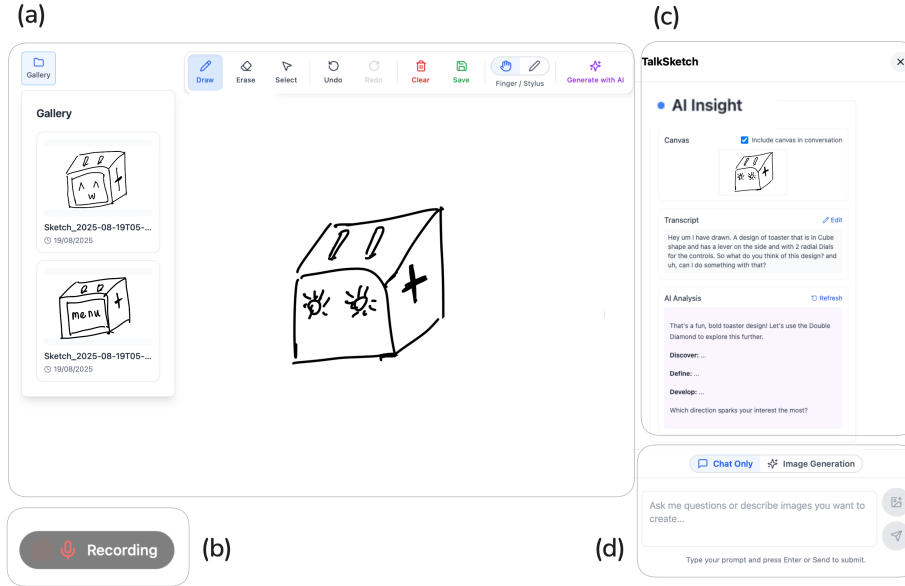 (a)
Gallery
Draw
Erase
Select
Undo
Redo
Clear
Save
Finger / Stylus
Generate with AI
Gallery
^ ^
w
Sketch_2025-08-19T05-...
19/08/2025
menu
Sketch_2025-08-19T05-...
19/08/2025
Recording
(b)
(c)
TalkSketch
AI Insight
Canvas
Include canvas in conversation
Transcript
Edit
Hey um I have drawn. A design of toaster that is in Cube
shape and has a lever on the side and with 2 radial Dials
for the controls. So what do you think of this design? and
uh, can I do something with that?
AI Analysis
Refresh
That's a fun, bold toaster design! Let's use the Double
Diamond to explore this further.
Discover: ...
Define: ...
Develop: ...
Which direction sparks your interest the most?
(d)
Chat Only
Image Generation
Ask me questions or describe images you want to
create...
Type your prompt and press Enter or Send to submit.